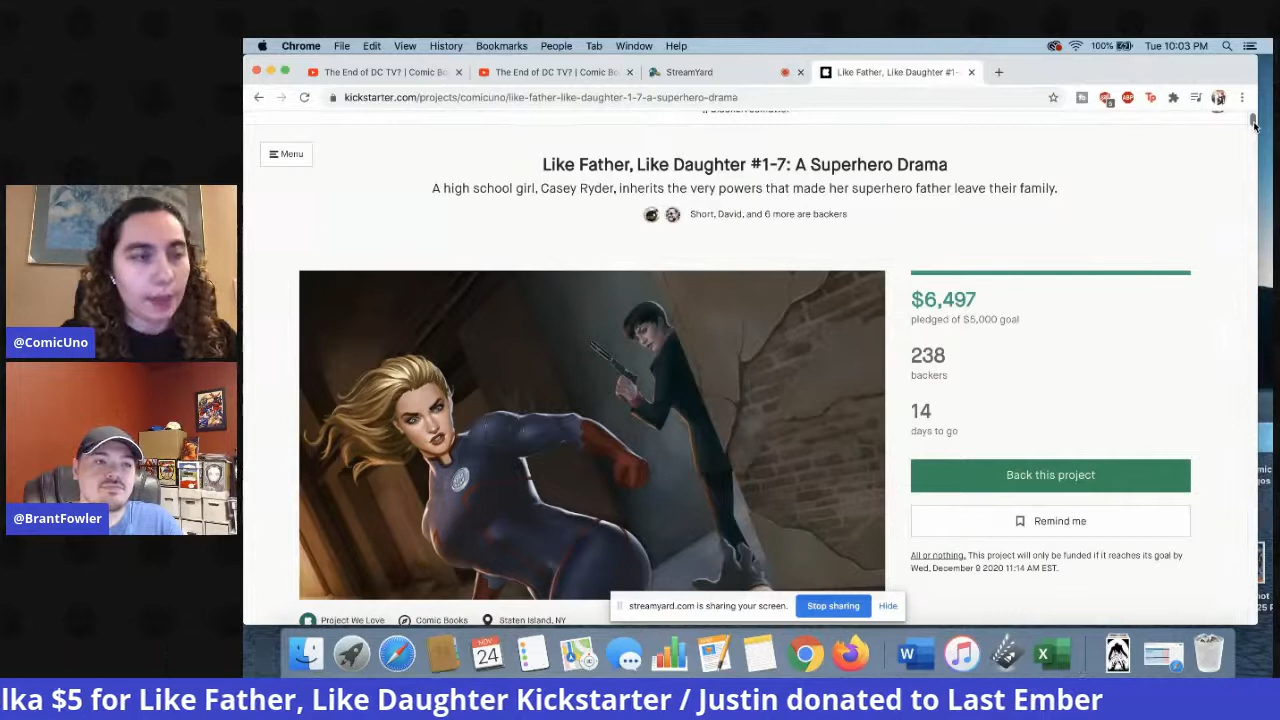 Chrome File Edit View History Bookmarks People Tab Window Help
100% Tue 10:03 PM
The End of DC TV? | Comic Bo
The End of DC TV? | Comic Bo
StreamYard
Like Father, Like Daughter #1-
kickstarter.com/projects/comicuno/like-father-like-daughter-1-7-a-superhero-drama
Menu
Like Father, Like Daughter #1-7: A Superhero Drama
A high school girl, Casey Ryder, inherits the very powers that made her superhero father leave their family.
Short, David, and 6 more are backers
$6,497
pledged of $5,000 goal
238
backers
14
days to go
Back this project
Remind me
All or nothing. This project will only be funded if it reaches its goal by
Wed, December 9 2020 11:14 AM EST.
@ComicUno
@BrantFowler
streamyard.com is sharing your screen. Stop sharing Hide
Project We Love Comic Books Staten Island, NY
NOV
24
lka $5 for Like Father, Like Daughter Kickstarter / Justin donated to Last Ember